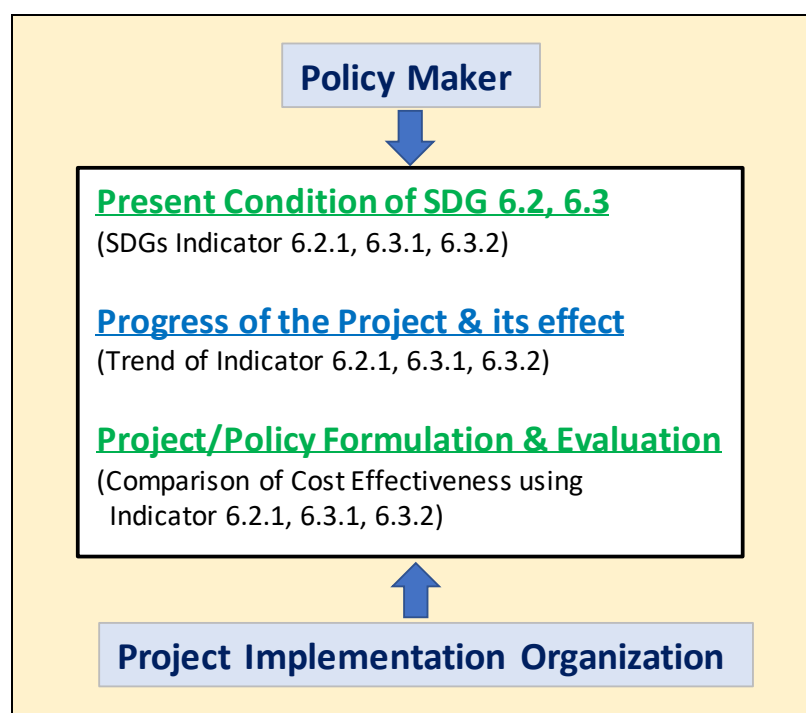 Policy Maker
Present Condition of SDG 6.2, 6.3
(SDGs Indicator 6.2.1, 6.3.1, 6.3.2)
Progress of the Project & its effect
(Trend of Indicator 6.2.1, 6.3.1, 6.3.2)
Project/Policy Formulation & Evaluation
(Comparison of Cost Effectiveness using
Indicator 6.2.1, 6.3.1, 6.3.2)
Project Implementation Organization